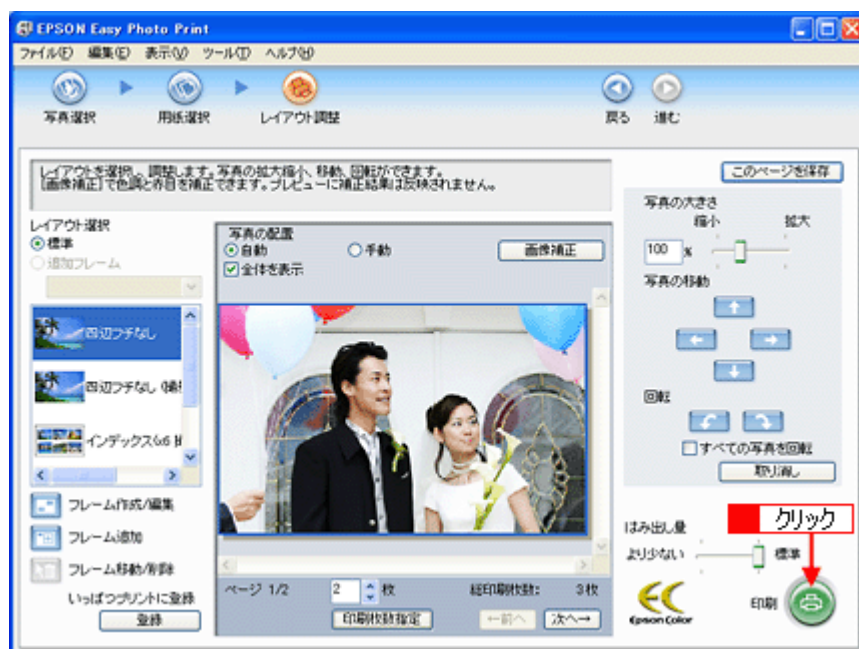 EPSON Easy Photo Print
ファイル(F) 編集(E) 表示(V) ツール(T) ヘルプ(H)
写真選択 用紙選択 レイアウト調整 戻る 進む
レイアウトを選択し、調整します。写真の拡大縮小、移動、回転ができます。
[画像補正]で色調と赤目を補正できます。プレビューに補正結果は反映されません。
このページを保存
レイアウト選択
標準
追加フレーム
四辺フチなし
四辺フチなし
インデックス
フレーム作成/編集
フレーム追加
フレーム移動/削除
いっぱつプリントに登録
登録
写真の配置
自動 手動 画像補正
全体を表示
ページ 1/2 2 枚 総印刷枚数: 3枚
印刷枚数指定 ←前へ 次へ→
写真の大きさ
縮小 拡大
100 %
写真の移動
回転
すべての写真を回転
取り消し
クリック
はみ出し量
より少ない 標準
Epson Color
印刷